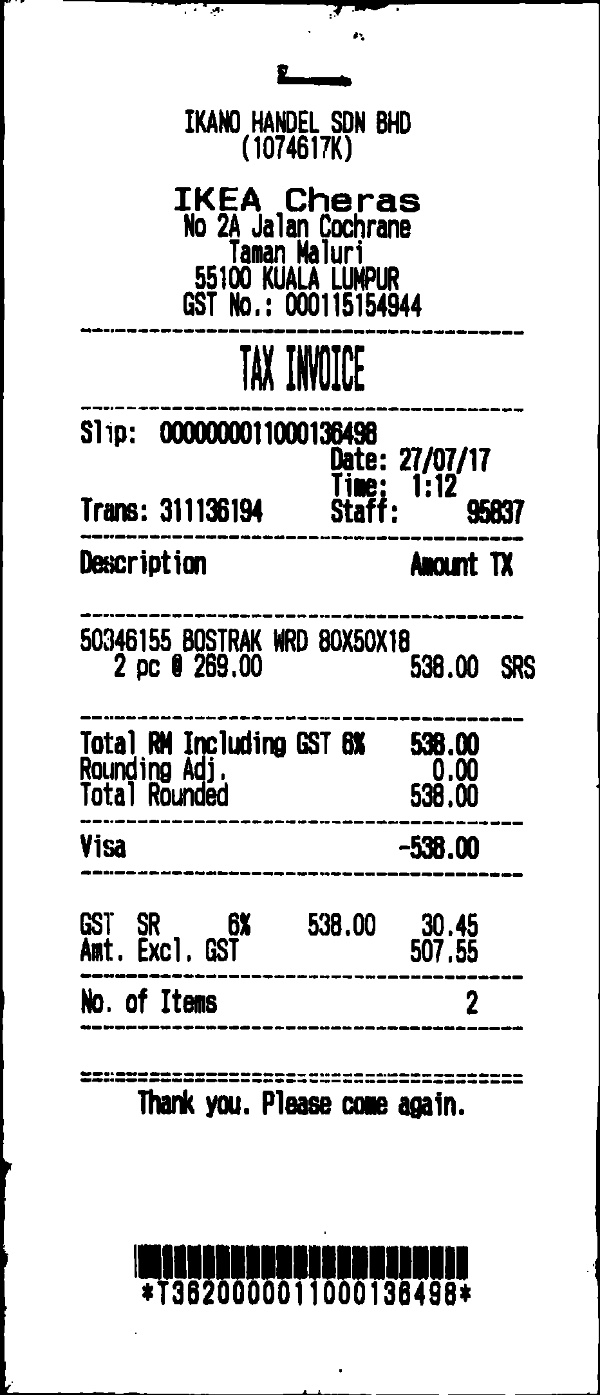 IKANO HANDEL SDN BHD
(1074617K)
IKEA Cheras
No 2A Jalan Cochrane
Taman Maluri
55100 KUALA LUMPUR
GST No.: 000115154944
TAX INVOICE
Slip: 0000000011000136498
Date: 27/07/17
Time: 1:12
Trans: 311136194 Staff: 95837
Description Amount TX
50346155 BOSTRAK WRD 80X50X18
2 pc @ 269.00 538.00 SRS
Total RM Including GST 6% 538.00
Rounding Adj. 0.00
Total Rounded 538.00
Visa -538.00
GST SR 6% 538.00 30.45
Amt. Excl. GST 507.55
No. of Items 2
Thank you. Please come again.
*T3620000011000136498*